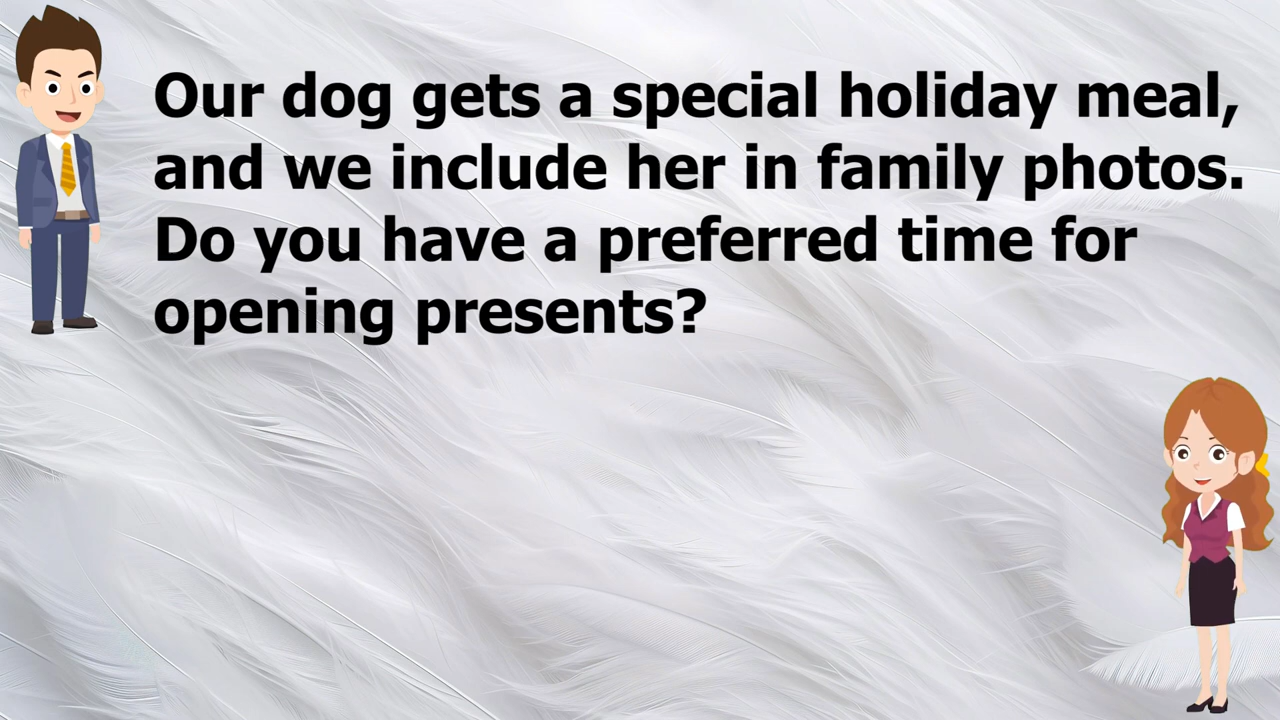 Our dog gets a special holiday meal,
and we include her in family photos.
Do you have a preferred time for
opening presents?